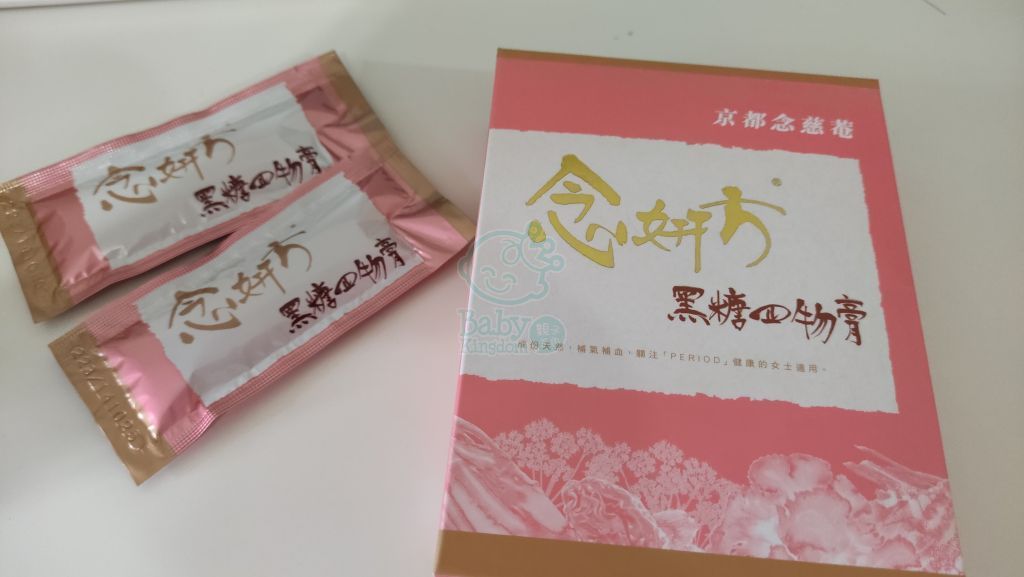 京都念慈菴
念妍方®
黑糖四物膏
成份天然，補氣補血，關注「PERIOD」健康的女士適用。
念妍方
黑糖四物膏
念妍方
黑糖四物膏
Baby
Kingdom
親子